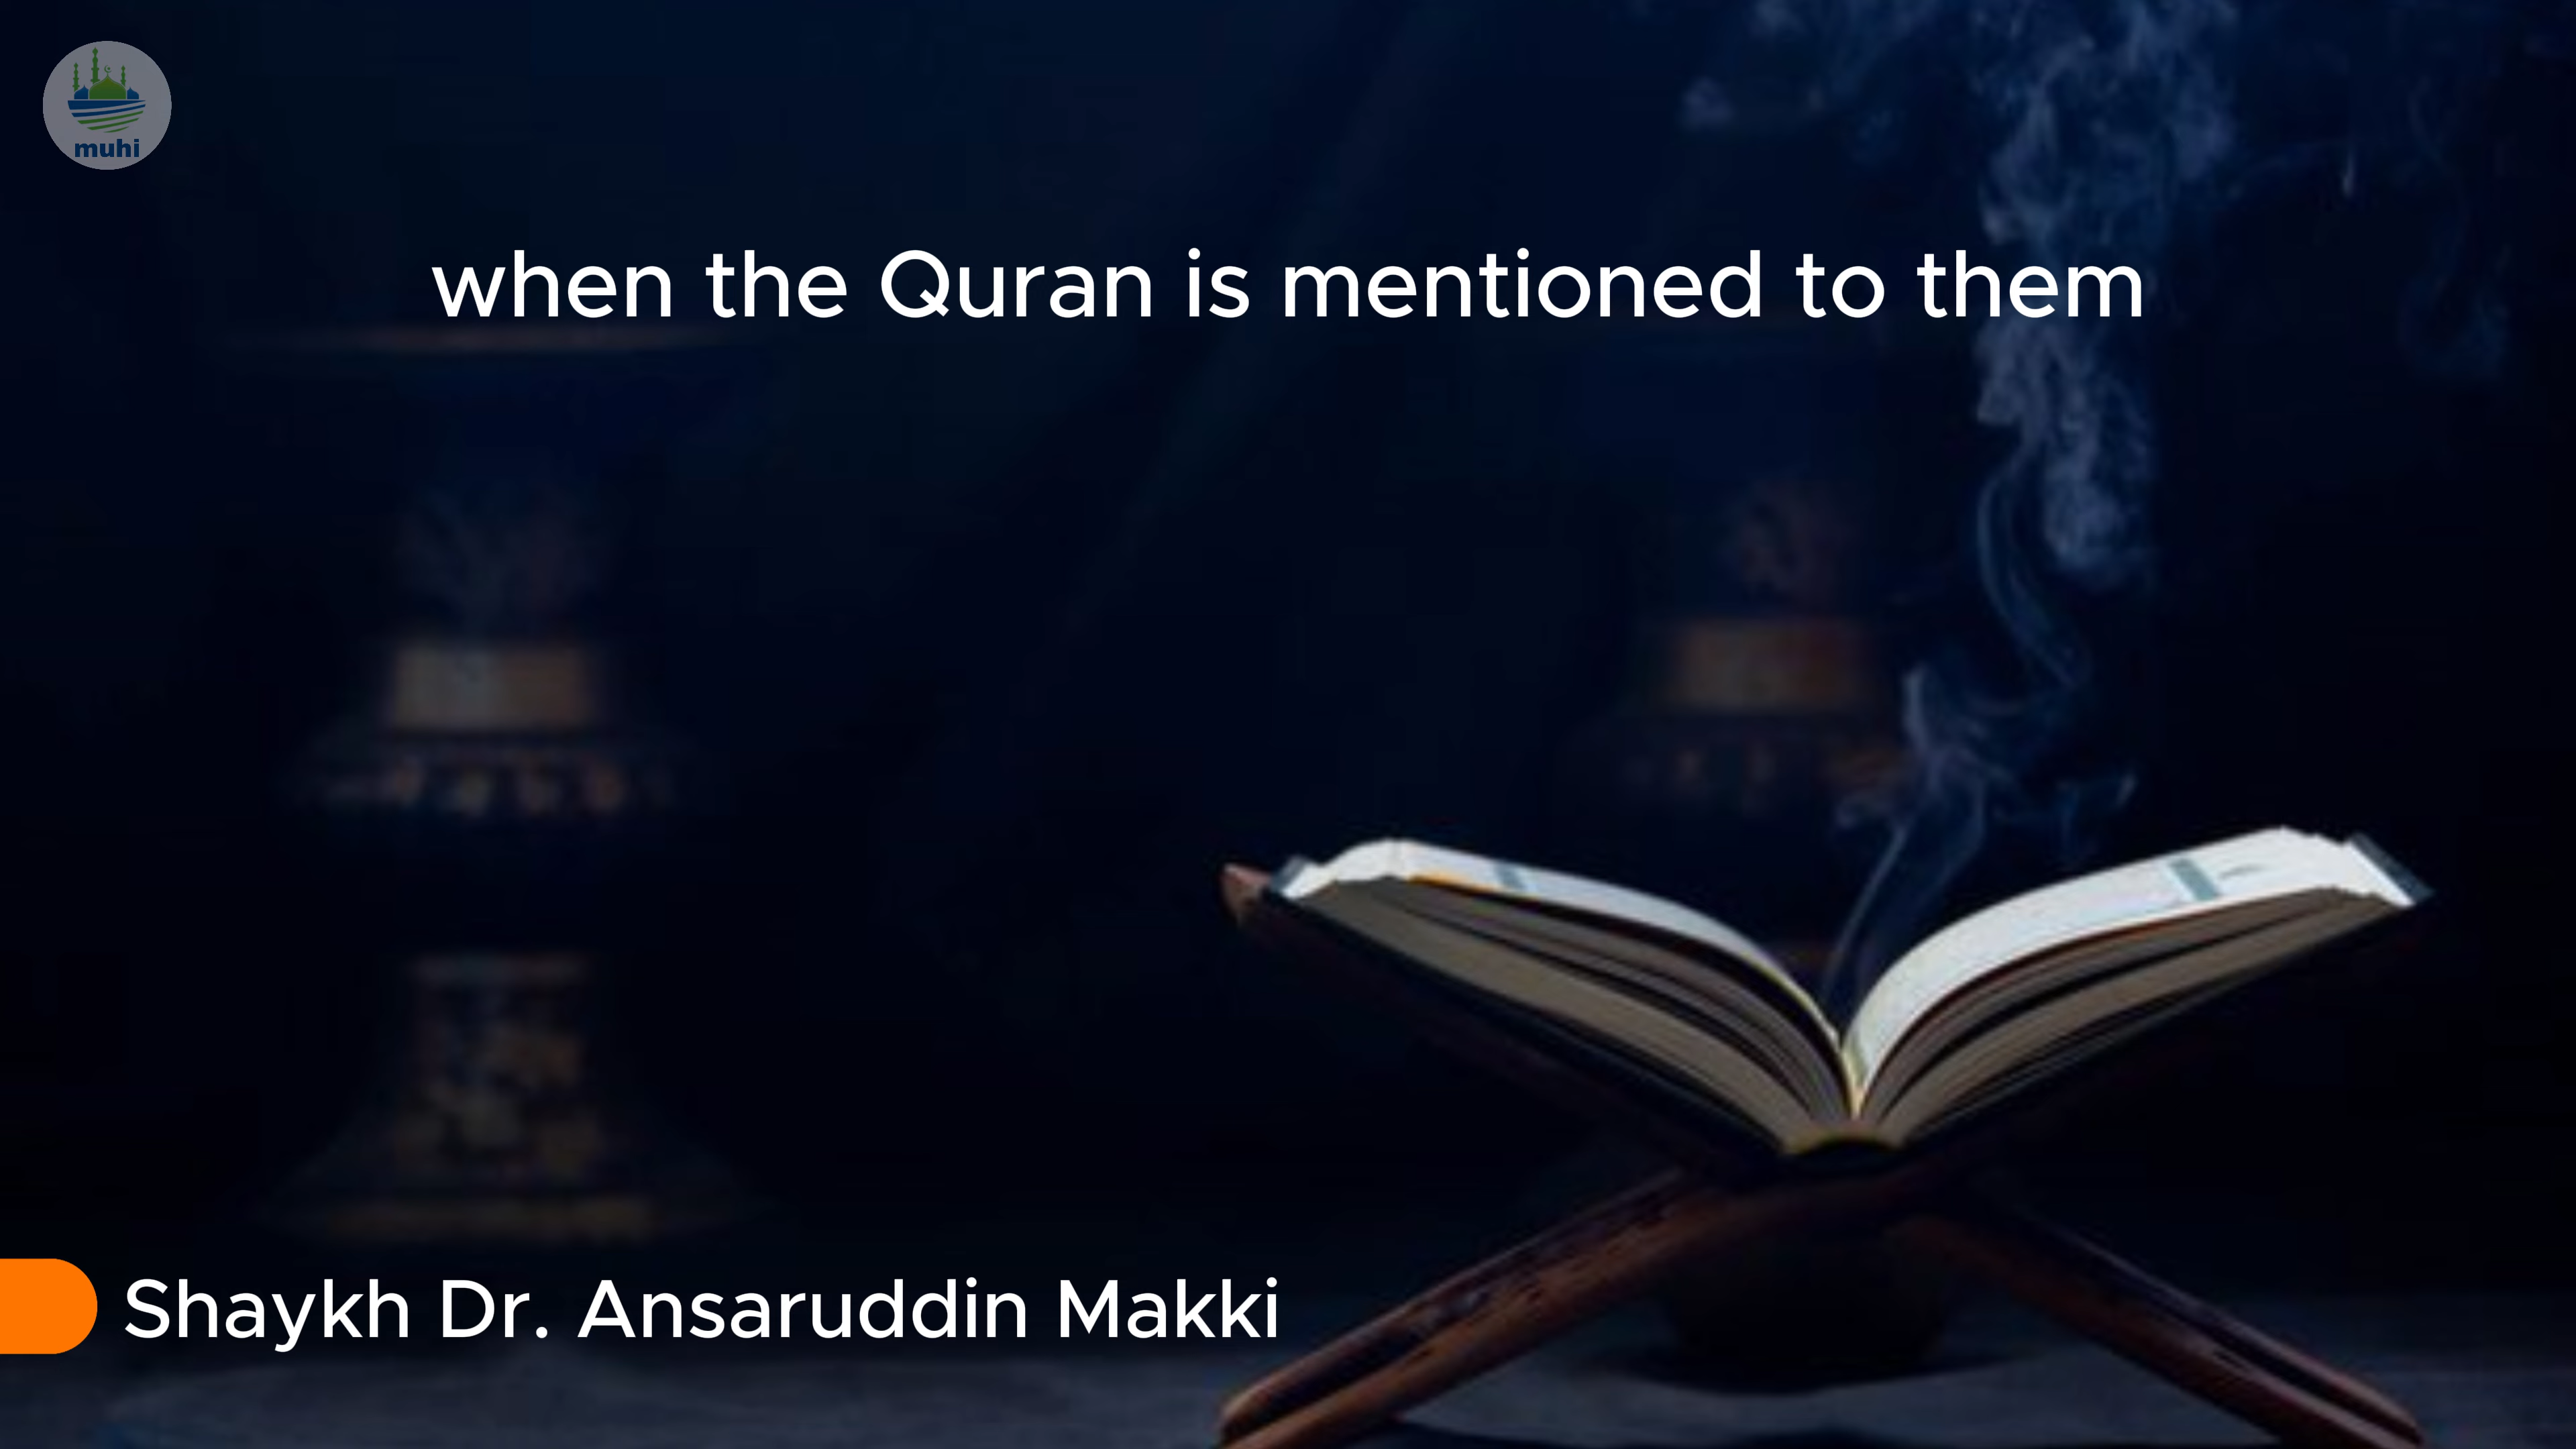 muhi
when the Quran is mentioned to them
Shaykh Dr. Ansaruddin Makki